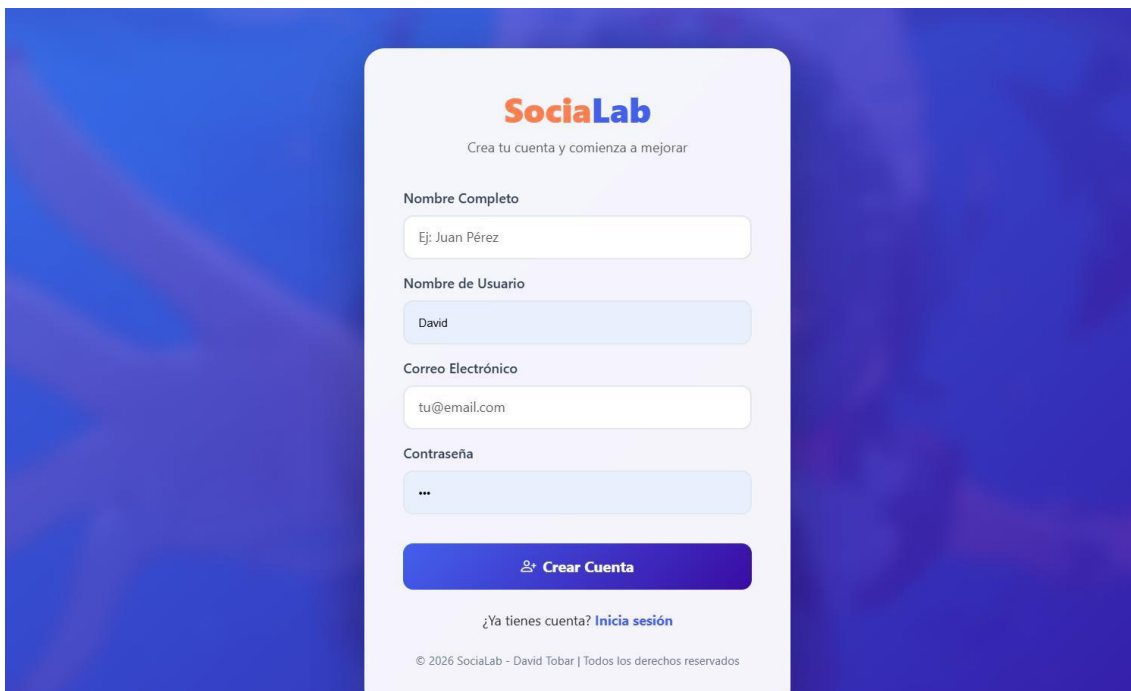 SociaLab
Crea tu cuenta y comienza a mejorar
Nombre Completo
Ej: Juan Pérez
Nombre de Usuario
David
Correo Electrónico
tu@email.com
Contraseña
•••
Crear Cuenta
¿Ya tienes cuenta? Inicia sesión
© 2026 SociaLab - David Tobar | Todos los derechos reservados